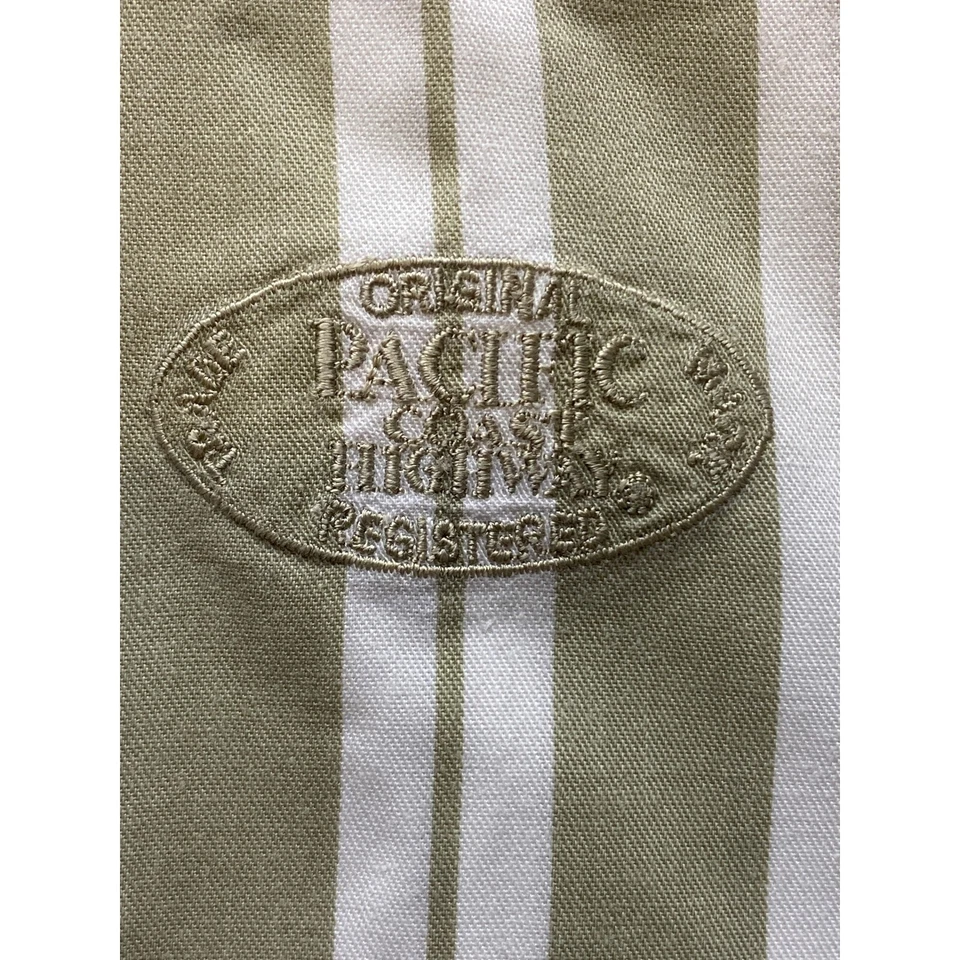 ORIGINAL
TRADE
PACIFIC
MARK
COAST
HIGHWAY
REGISTERED